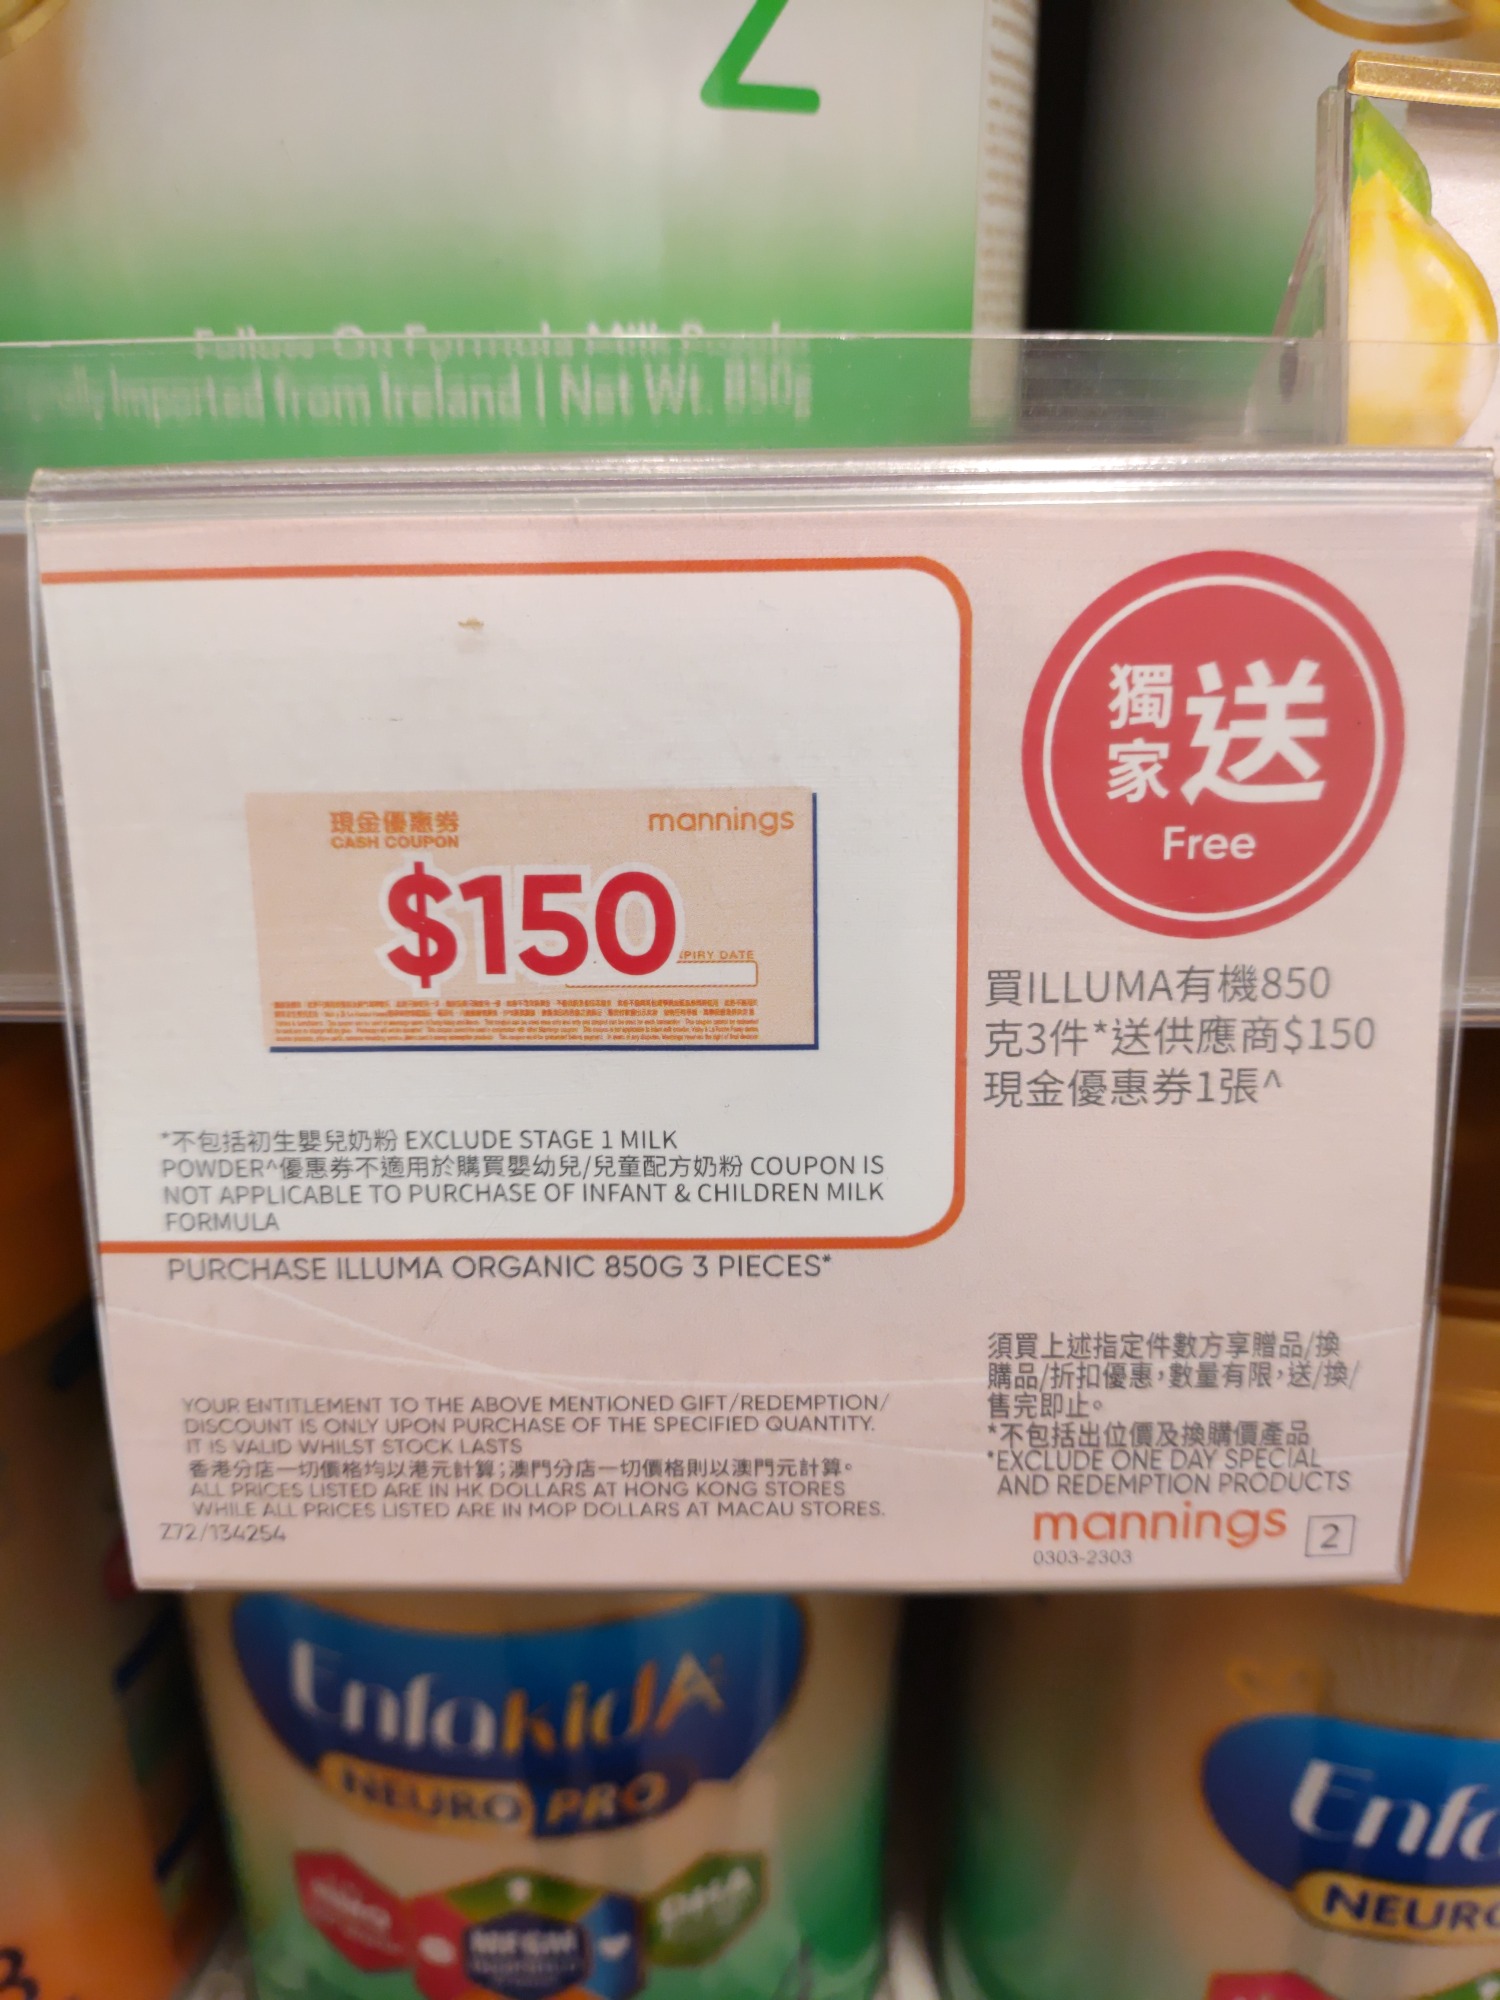 2
Follow On Formula Milk Powder
Imported from Ireland | Net Wt. 850g
獨家送
Free
現金優惠券
CASH COUPON
mannings
$150
PIRY DATE
買ILLUMA有機850
克3件*送供應商$150
現金優惠券1張^
*不包括初生嬰兒奶粉 EXCLUDE STAGE 1 MILK
POWDER^優惠券不適用於購買嬰幼兒/兒童配方奶粉 COUPON IS
NOT APPLICABLE TO PURCHASE OF INFANT & CHILDREN MILK
FORMULA
PURCHASE ILLUMA ORGANIC 850G 3 PIECES*
YOUR ENTITLEMENT TO THE ABOVE MENTIONED GIFT/REDEMPTION/
DISCOUNT IS ONLY UPON PURCHASE OF THE SPECIFIED QUANTITY.
IT IS VALID WHILST STOCK LASTS
香港分店一切價格均以港元計算;澳門分店一切價格則以澳門元計算。
ALL PRICES LISTED ARE IN HK DOLLARS AT HONG KONG STORES
WHILE ALL PRICES LISTED ARE IN MOP DOLLARS AT MACAU STORES.
Z72/134254
須買上述指定件數方享贈品/換
購品/折扣優惠,數量有限,送/換/
售完即止。
*不包括出位價及換購價產品
*EXCLUDE ONE DAY SPECIAL
AND REDEMPTION PRODUCTS
mannings 2
0303-2303
EnfakidA
NEURO PRO
MFGM
DHA
Enfa
NEURO
3